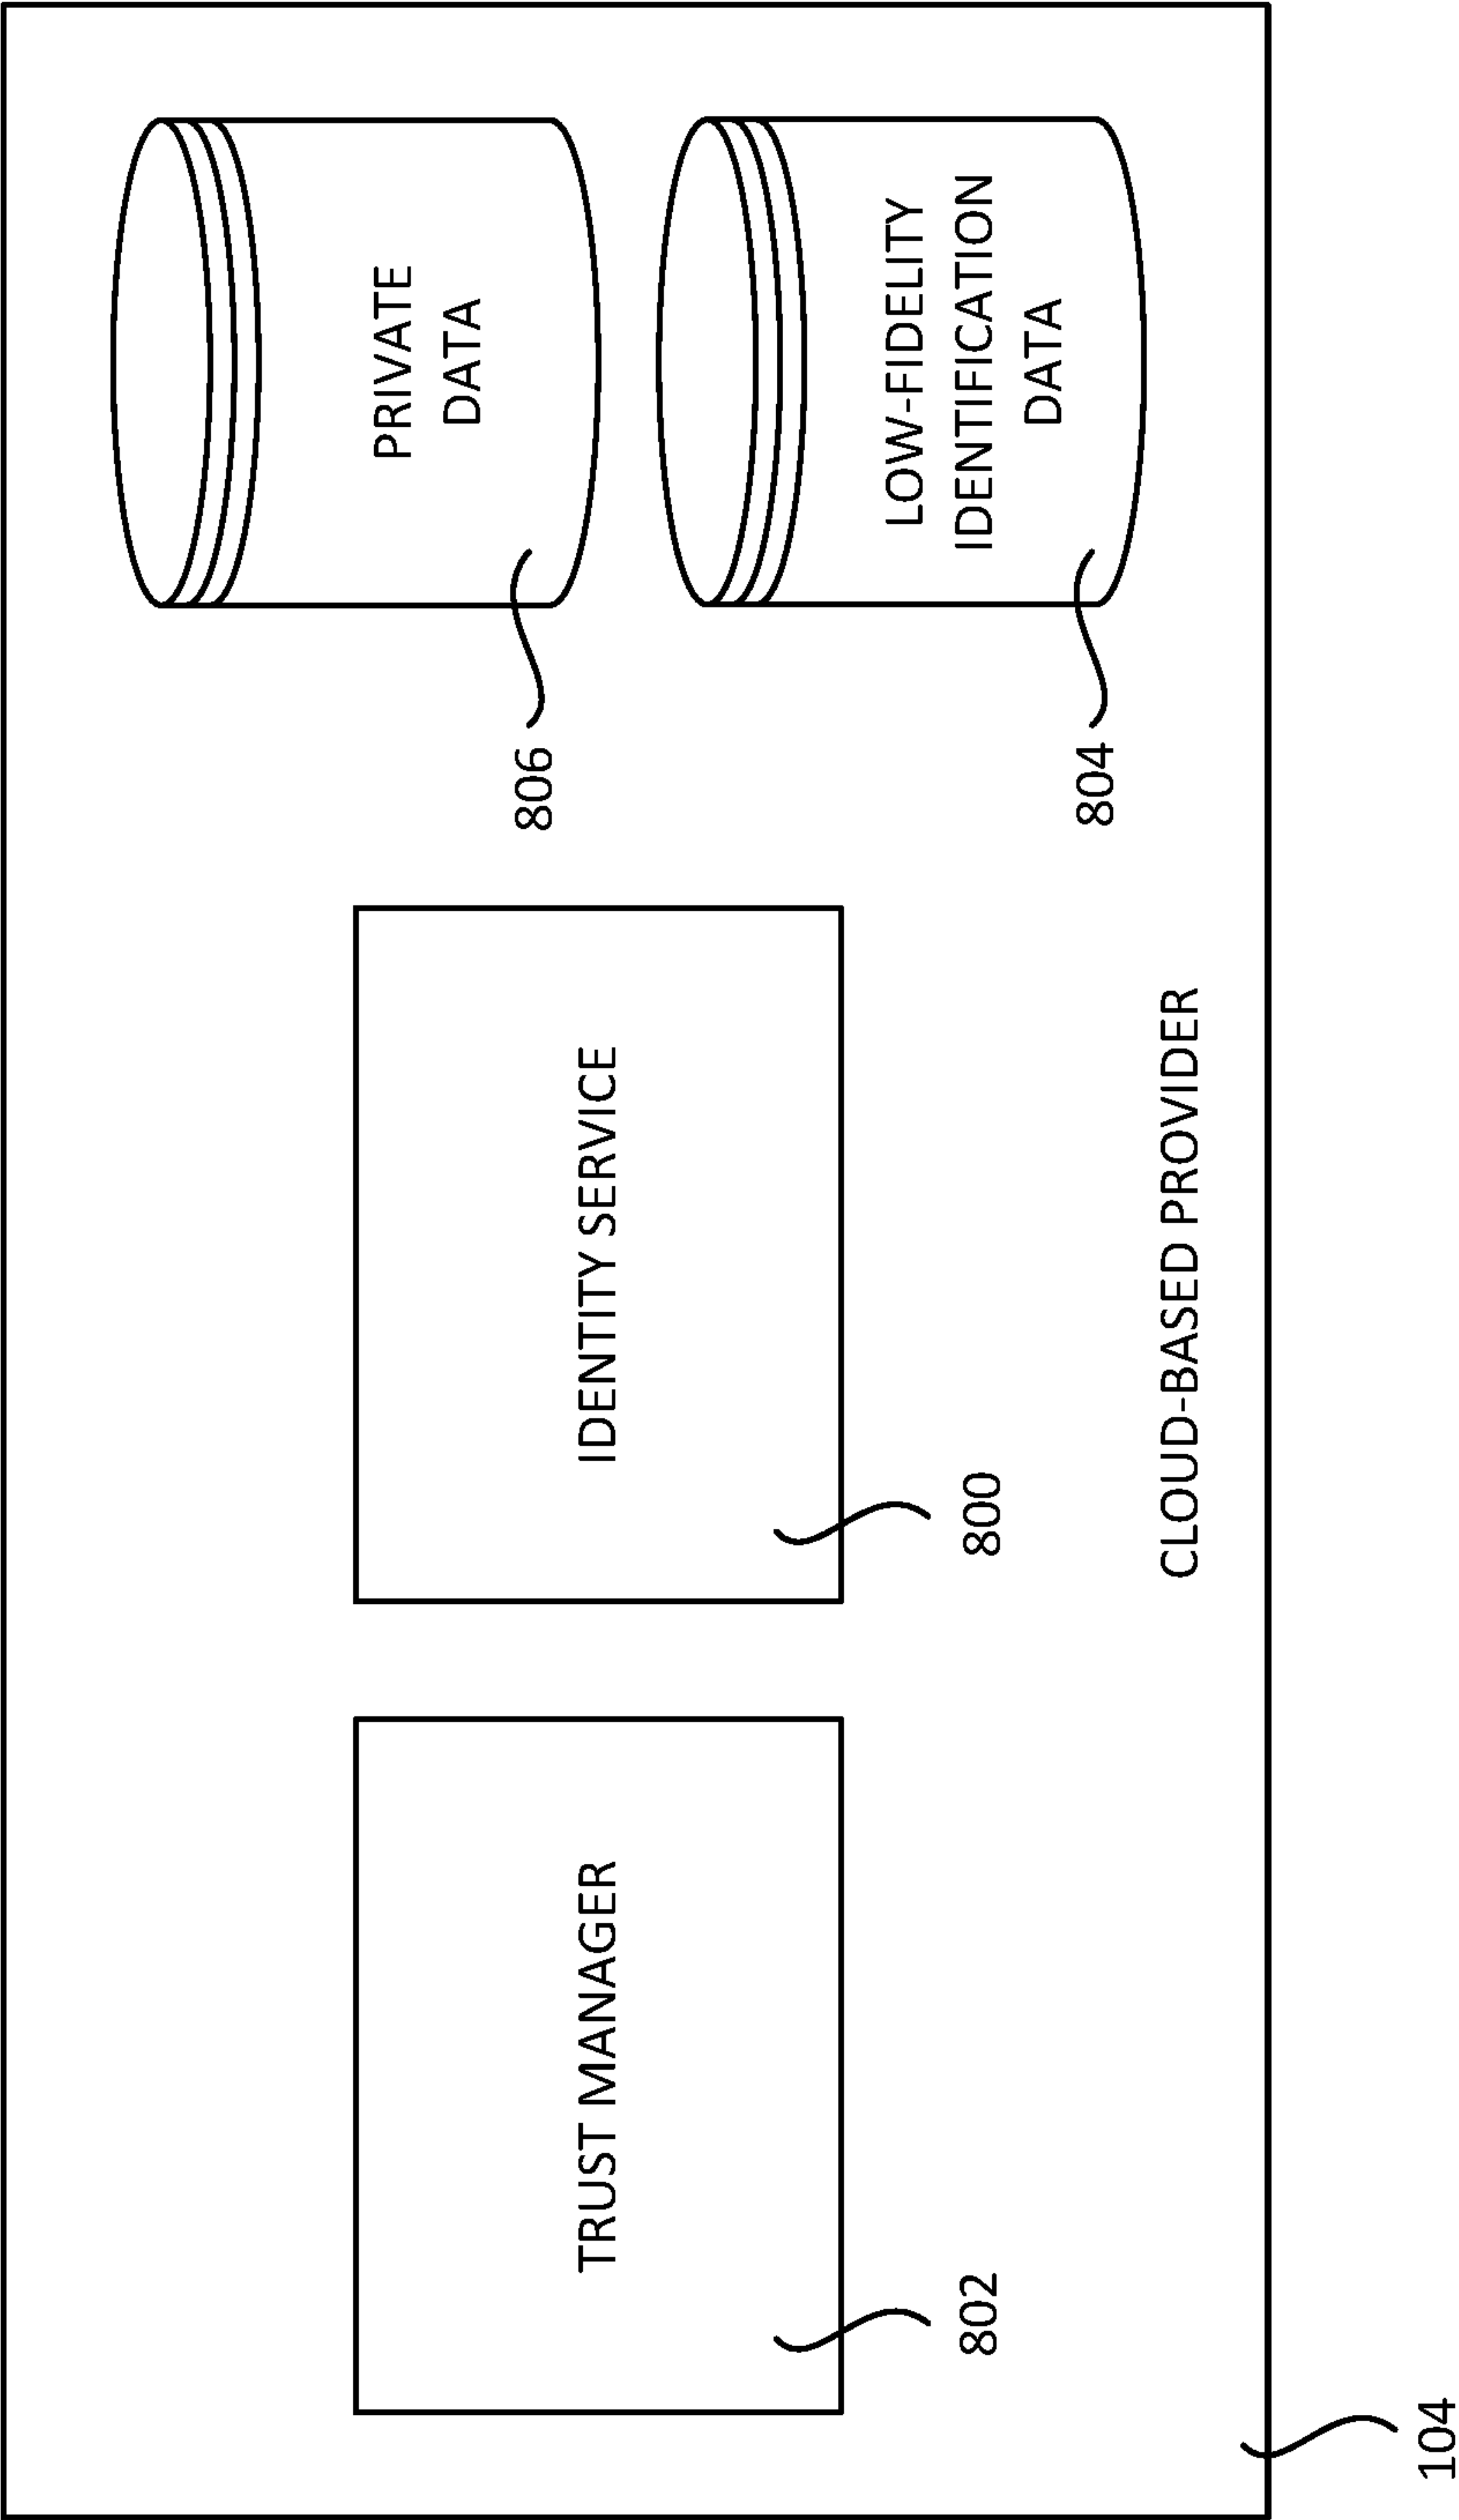 PRIVATE
DATA
806
TRUST MANAGER
802
IDENTITY SERVICE
800
LOW-FIDELITY
IDENTIFICATION
DATA
804
CLOUD-BASED PROVIDER
104